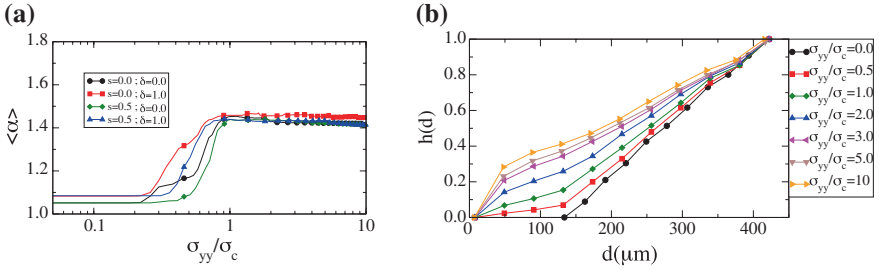 (a)
1.8
1.6
1.4
1.2
1.0
<α>
s=0.0 ; δ=0.0
s=0.0 ; δ=1.0
s=0.5 ; δ=0.0
s=0.5 ; δ=1.0
0.1
1
10
σyy/σc
(b)
1.0
0.8
0.6
0.4
0.2
0.0
h(d)
0
100
200
300
400
d(μm)
σyy/σc=0.0
σyy/σc=0.5
σyy/σc=1.0
σyy/σc=2.0
σyy/σc=3.0
σyy/σc=5.0
σyy/σc=10